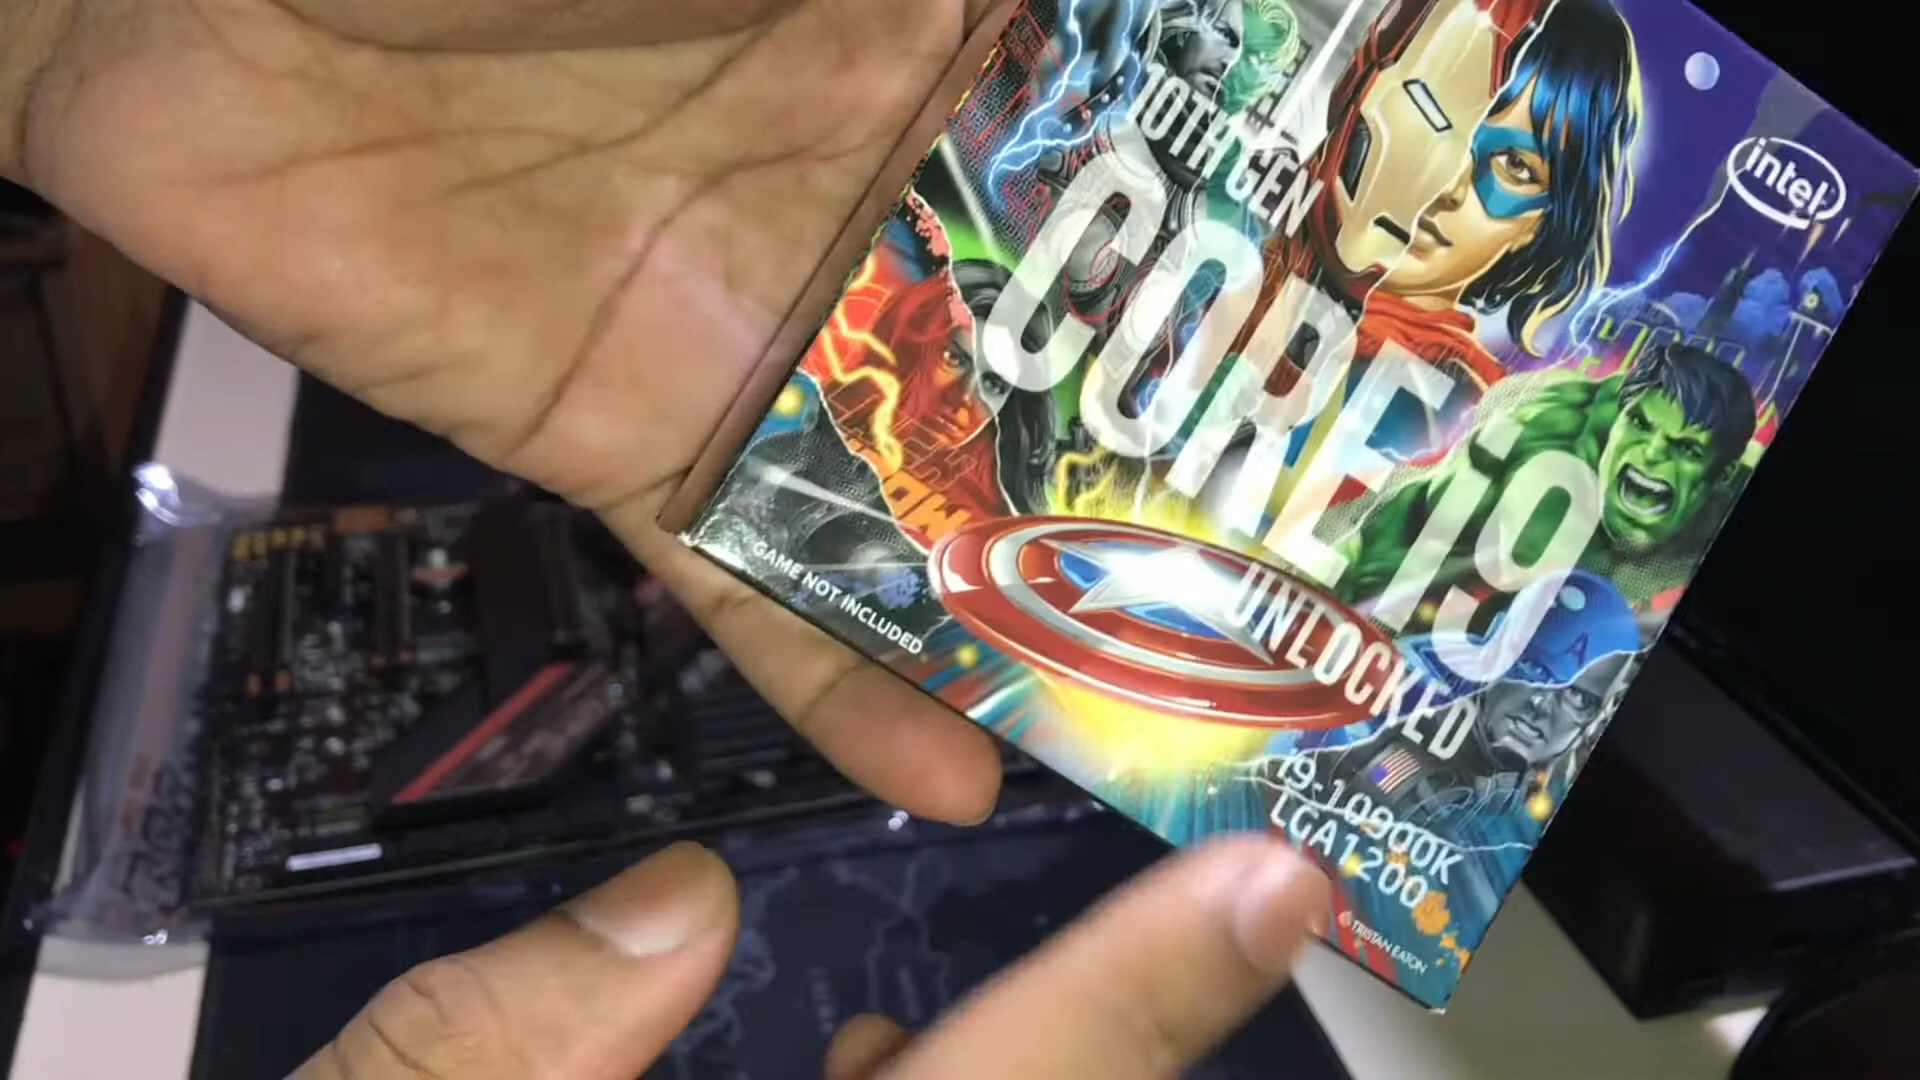 intel
10TH GEN
CORE i9
UNLOCKED
i9-10900K
LGA1200
GAME NOT INCLUDED
© TRISTAN EATON